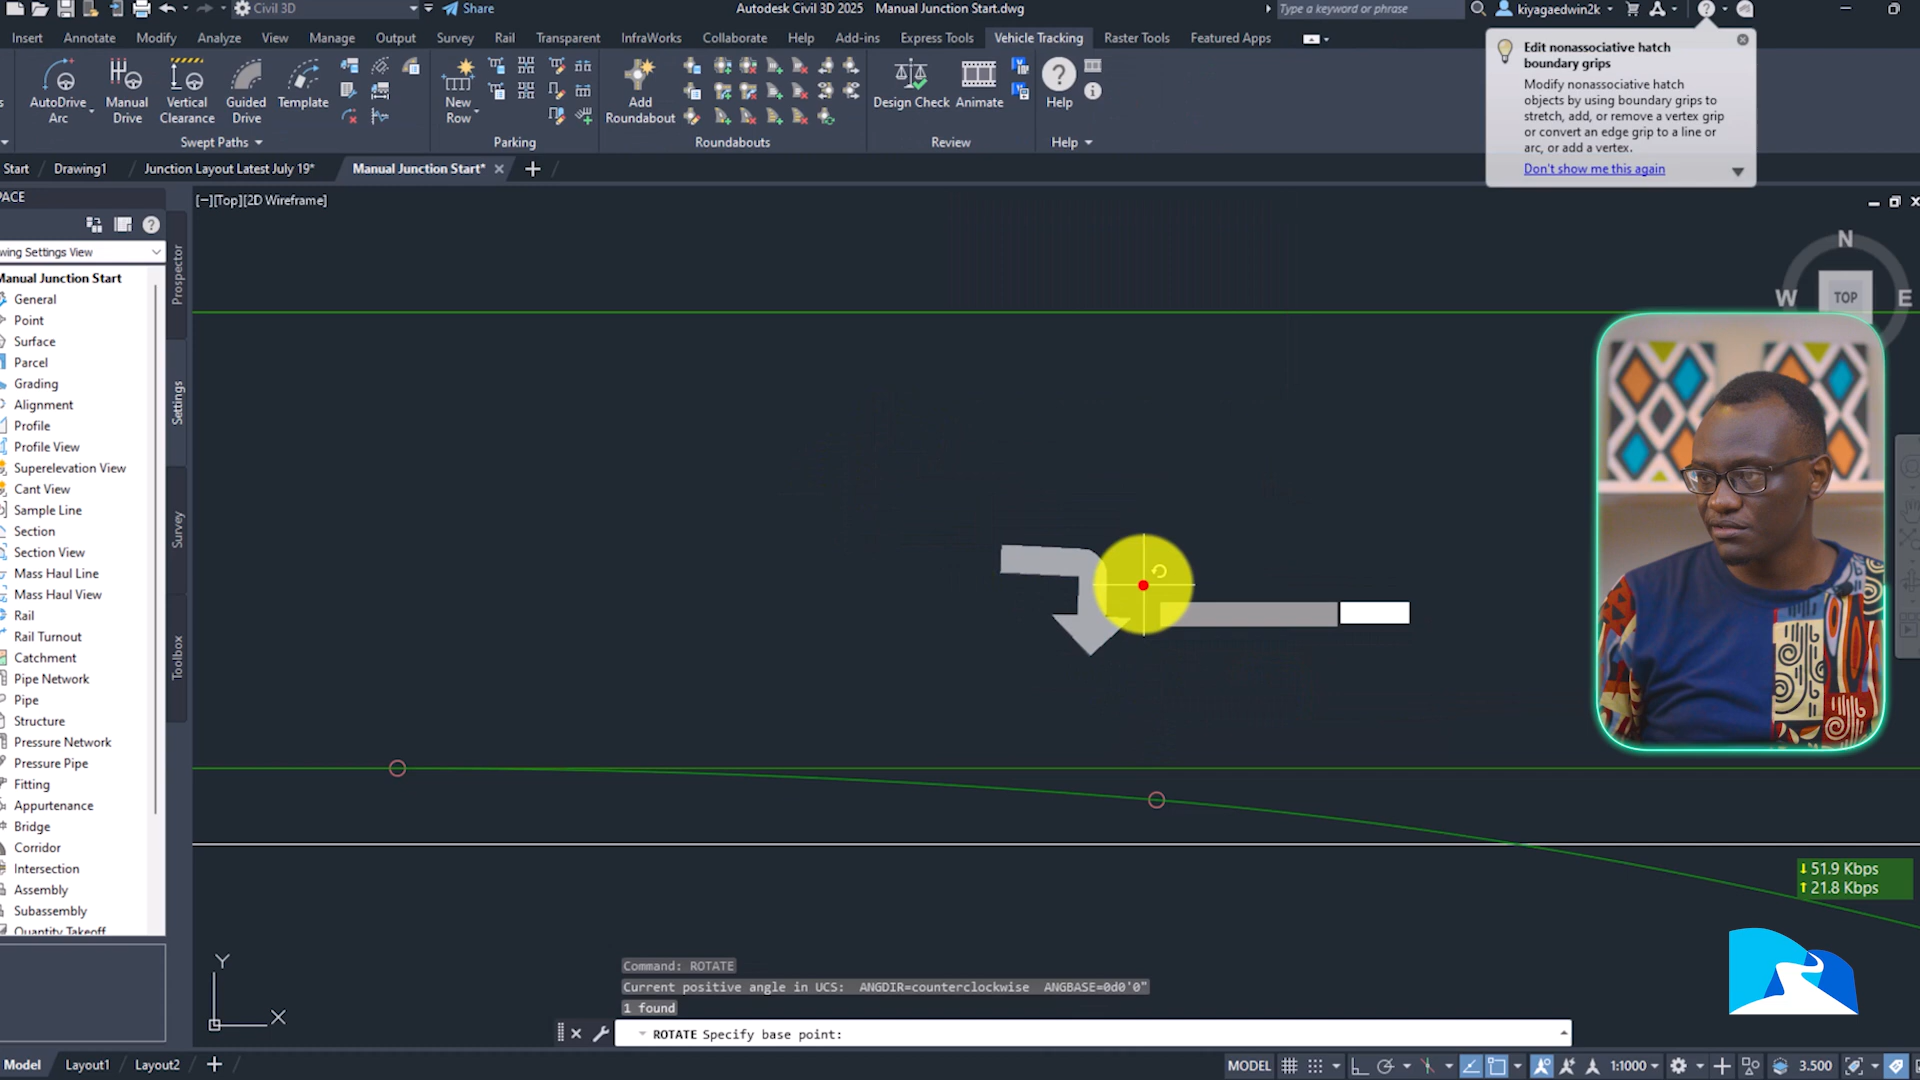 Civil 3D
Share
Autodesk Civil 3D 2025 Manual Junction Start.dwg
Type a keyword or phrase
kiyagaedwin2k
Insert Annotate Modify Analyze View Manage Output Survey Rail Transparent InfraWorks Collaborate Help Add-ins Express Tools Vehicle Tracking Raster Tools Featured Apps
AutoDrive Arc
Manual Drive
Vertical Clearance
Guided Drive
Template
New Row
Add Roundabout
Design Check
Animate
Help
Swept Paths
Parking
Roundabouts
Review
Help
Edit nonassociative hatch
boundary grips
Modify nonassociative hatch
objects by using boundary grips to
stretch, add, or remove a vertex grip
or convert an edge grip to a line or
arc, or add a vertex.
Don't show me this again
Start Drawing1 Junction Layout Latest July 19* Manual Junction Start*
PACE
wing Settings View
Manual Junction Start
General
Point
Surface
Parcel
Grading
Alignment
Profile
Profile View
Superelevation View
Cant View
Sample Line
Section
Section View
Mass Haul Line
Mass Haul View
Rail
Rail Turnout
Catchment
Pipe Network
Pipe
Structure
Pressure Network
Pressure Pipe
Fitting
Appurtenance
Bridge
Corridor
Intersection
Assembly
Subassembly
Quantity Takeoff
Prospector
Settings
Survey
Toolbox
[−][Top][2D Wireframe]
N
W TOP E
51.9 Kbps
21.8 Kbps
Y
X
Command: ROTATE
Current positive angle in UCS: ANGDIR=counterclockwise ANGBASE=0d0'0"
1 found
ROTATE Specify base point:
Model Layout1 Layout2
MODEL
1:1000
3.500